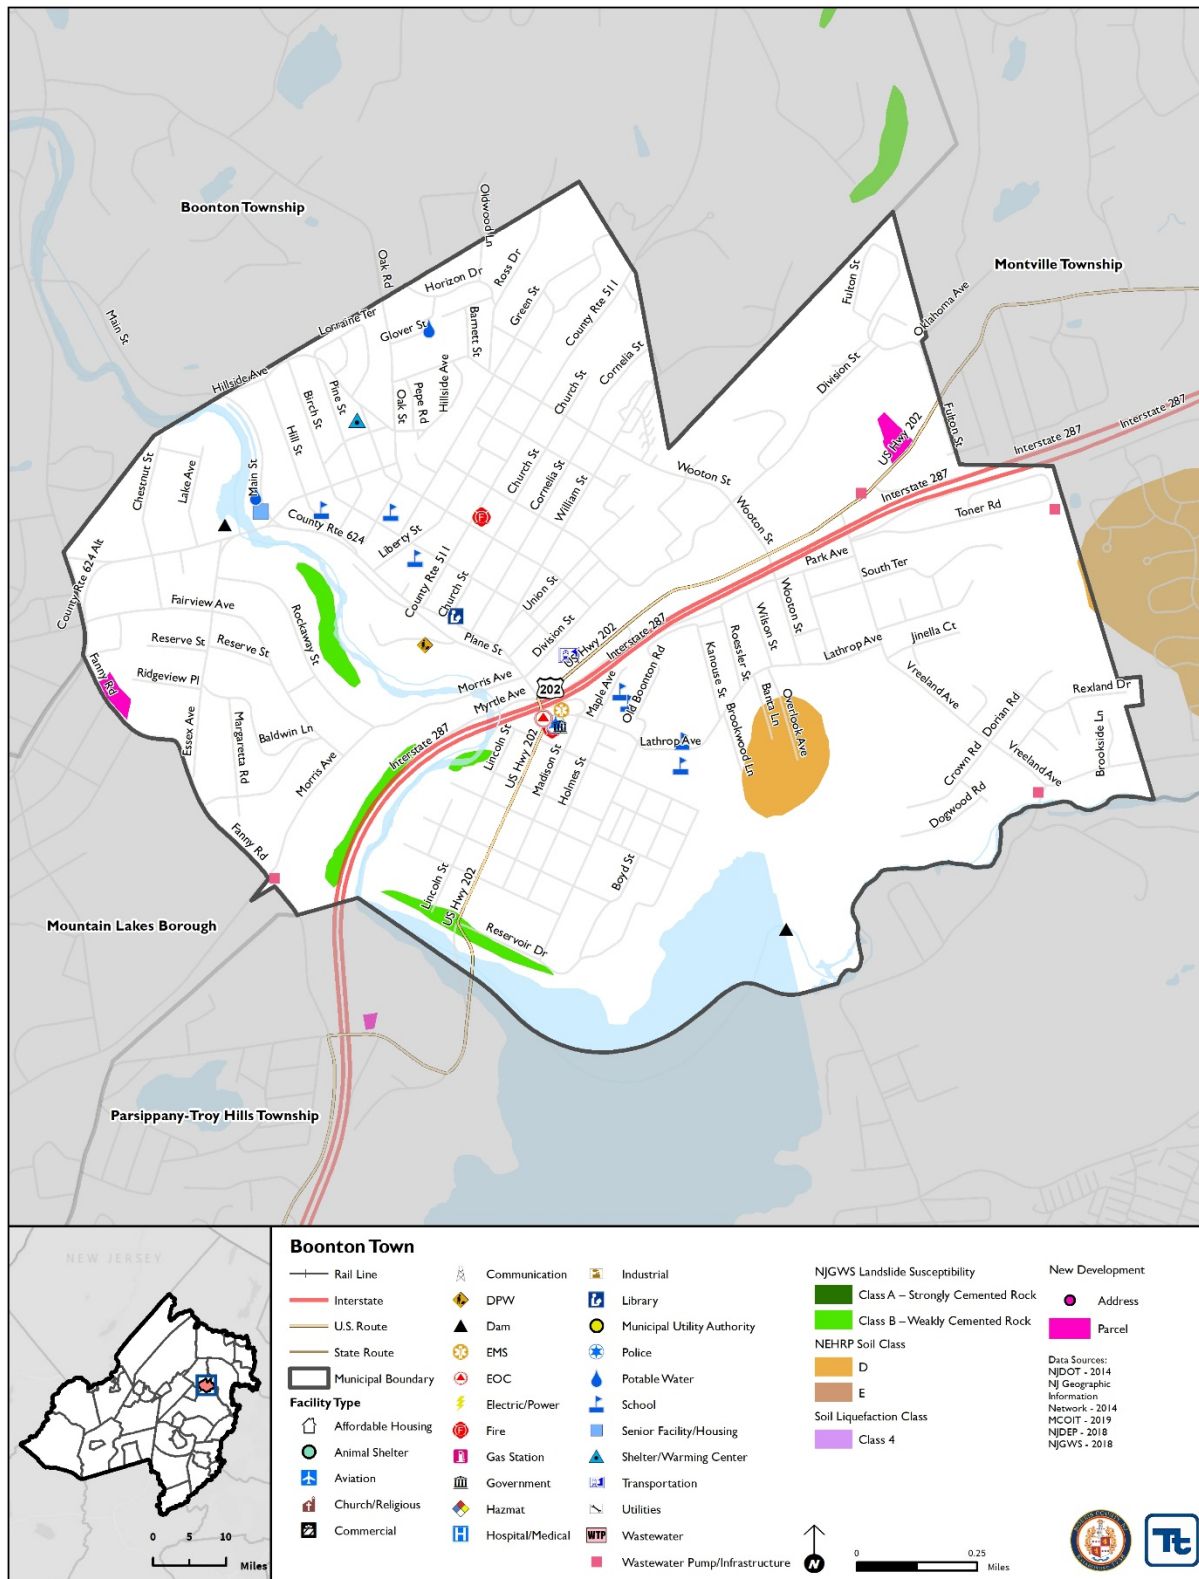 Boonton Township
Oldwood Ln
Oak Rd
Ross Dr
Horizon Dr
Green St
County Rte 511
Lorraine Ter
Glover St
Barnett St
Main St
Hillside Ave
Pine St
Birch St
Hill St
Oak St
Pepe Rd
Hillside Ave
Church St
Cornelia St
Fulton St
Oklahoma Ave
Montville Township
Division St
US Hwy 202
Fulton St
Interstate 287
Interstate 287
Interstate 287
Chestnut St
Lake Ave
Main St
County Rte 624
Liberty St
Church St
Cornelia St
William St
Wooton St
Wooton St
Toner Rd
Park Ave
South Ter
County Rte 624 Alt
Fairview Ave
Rockaway St
County Rte 511
Church St
Union St
Division St
Plane St
US Hwy 202
Interstate 287
Wooton St
Wilson St
Roessler St
Kanouse St
Lathrop Ave
Jinella Ct
Reserve St
Reserve St
Ridgeview Pl
Fanny Rd
Morris Ave
Myrtle Ave
202
Maple Ave
Old Boonton Rd
Banta Ln
Overlook Ave
Brookwood Ln
Vreeland Ave
Rexland Dr
Dorian Rd
Essex Ave
Margaretta Rd
Baldwin Ln
Morris Ave
Interstate 287
Lincoln St
US Hwy 202
Madison St
Holmes St
Lathrop Ave
Crown Rd
Vreeland Ave
Brookside Ln
Dogwood Rd
Fanny Rd
Lincoln St
US Hwy 202
Boyd St
Reservoir Dr
Mountain Lakes Borough
Parsippany-Troy Hills Township
NEW JERSEY
0 5 10
Miles
Boonton Town
Rail Line
Interstate
U.S. Route
State Route
Municipal Boundary
Facility Type
Affordable Housing
Animal Shelter
Aviation
Church/Religious
Commercial
Communication
DPW
Dam
EMS
EOC
Electric/Power
Fire
Gas Station
Government
Hazmat
Hospital/Medical
Industrial
Library
Municipal Utility Authority
Police
Potable Water
School
Senior Facility/Housing
Shelter/Warming Center
Transportation
Utilities
WTP Wastewater
Wastewater Pump/Infrastructure
NJGWS Landslide Susceptibility
Class A – Strongly Cemented Rock
Class B – Weakly Cemented Rock
NEHRP Soil Class
D
E
Soil Liquefaction Class
Class 4
New Development
Address
Parcel
Data Sources:
NJDOT - 2014
NJ Geographic
Information
Network - 2014
MCOIT - 2019
NJDEP - 2018
NJGWS - 2018
N
0 0.25
Miles
Tt